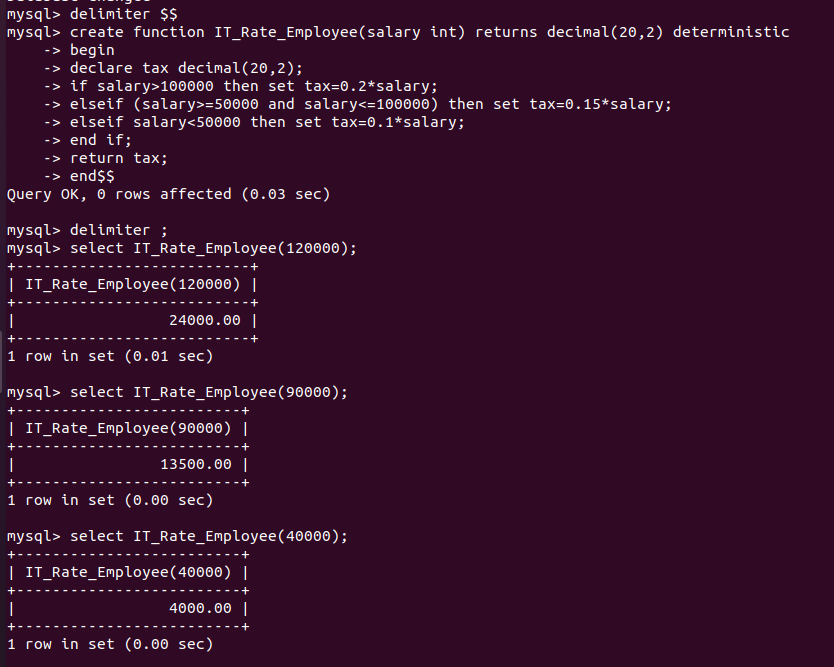 mysql> delimiter $$
mysql> create function IT_Rate_Employee(salary int) returns decimal(20,2) deterministic
    -> begin
    -> declare tax decimal(20,2);
    -> if salary>100000 then set tax=0.2*salary;
    -> elseif (salary>=50000 and salary<=100000) then set tax=0.15*salary;
    -> elseif salary<50000 then set tax=0.1*salary;
    -> end if;
    -> return tax;
    -> end$$
Query OK, 0 rows affected (0.03 sec)

mysql> delimiter ;
mysql> select IT_Rate_Employee(120000);
+--------------------------+
| IT_Rate_Employee(120000) |
+--------------------------+
|                 24000.00 |
+--------------------------+
1 row in set (0.01 sec)

mysql> select IT_Rate_Employee(90000);
+-------------------------+
| IT_Rate_Employee(90000) |
+-------------------------+
|                13500.00 |
+-------------------------+
1 row in set (0.00 sec)

mysql> select IT_Rate_Employee(40000);
+-------------------------+
| IT_Rate_Employee(40000) |
+-------------------------+
|                 4000.00 |
+-------------------------+
1 row in set (0.00 sec)